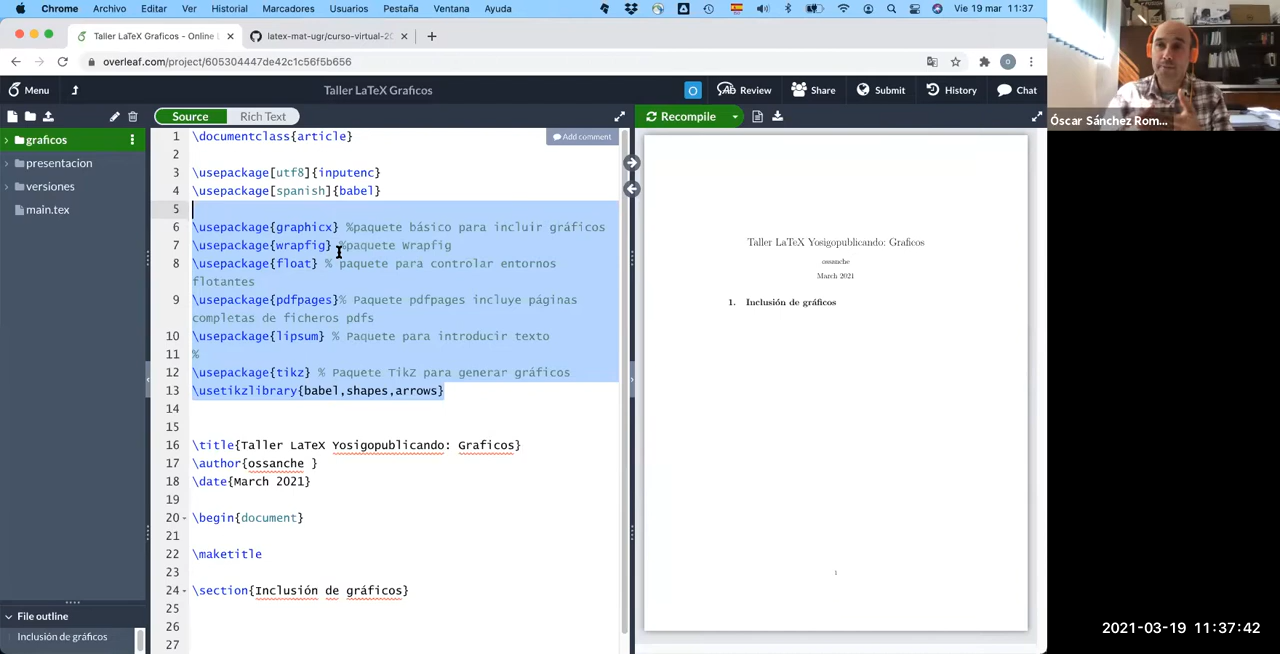 Chrome Archivo Editar Ver Historial Marcadores Usuarios Pestaña Ventana Ayuda Vie 19 mar 11:37
Taller LaTeX Graficos - Online L latex-mat-ugr/curso-virtual-20
overleaf.com/project/605304447de42c1c56f5b656
Menu Taller LaTeX Graficos O Review Share Submit History Chat
Source Rich Text Recompile
Óscar Sánchez Rom...
graficos
presentacion
versiones
main.tex
Add comment
1 \documentclass{article}
2
3 \usepackage[utf8]{inputenc}
4 \usepackage[spanish]{babel}
5
6 \usepackage{graphicx} %paquete básico para incluir gráficos
7 \usepackage{wrapfig} %paquete Wrapfig
8 \usepackage{float} % paquete para controlar entornos
flotantes
9 \usepackage{pdfpages}% Paquete pdfpages incluye páginas
completas de ficheros pdfs
10 \usepackage{lipsum} % Paquete para introducir texto
11 %
12 \usepackage{tikz} % Paquete TikZ para generar gráficos
13 \usetikzlibrary{babel,shapes,arrows}
14
15
16 \title{Taller LaTeX Yosigopublicando: Graficos}
17 \author{ossanche }
18 \date{March 2021}
19
20 \begin{document}
21
22 \maketitle
23
24 \section{Inclusión de gráficos}
25
26
27
File outline
Inclusión de gráficos
Taller LaTeX Yosigopublicando: Graficos
ossanche
March 2021
1. Inclusión de gráficos
1
2021-03-19 11:37:42